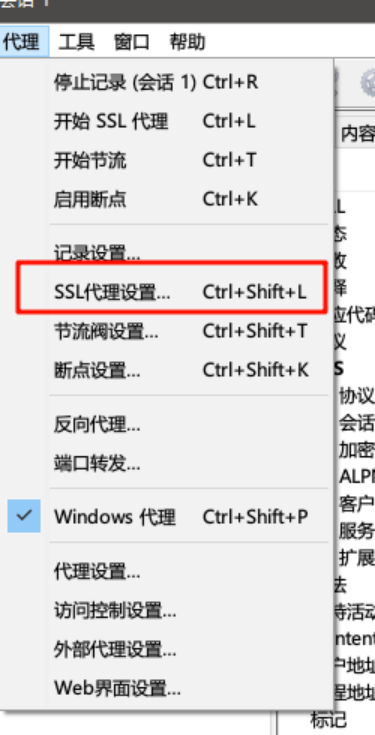 会话 1
代理 工具 窗口 帮助
停止记录 (会话 1) Ctrl+R
开始 SSL 代理 Ctrl+L
开始节流 Ctrl+T
启用断点 Ctrl+K
记录设置...
SSL代理设置... Ctrl+Shift+L
节流阀设置... Ctrl+Shift+T
断点设置... Ctrl+Shift+K
反向代理...
端口转发...
Windows 代理 Ctrl+Shift+P
代理设置...
访问控制设置...
外部代理设置...
Web界面设置...
内容
应代码
协议
会话
加密
ALPN
客户
服务
扩展
标记